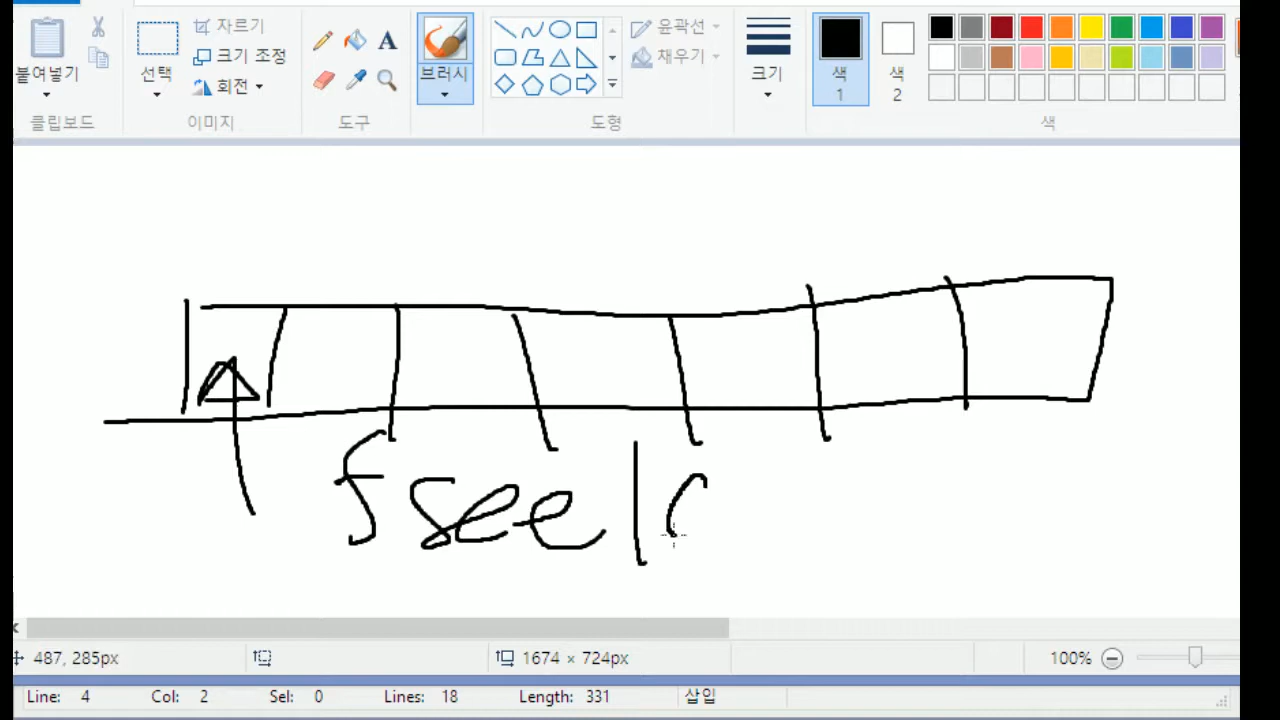 자르기
크기 조정
회전
붙여넣기
선택
A
브러시
윤곽선
채우기
크기
색
1
색
2
클립보드
이미지
도구
도형
색
fseelc
487, 285px
1674 × 724px
100%
Line: 4 Col: 2 Sel: 0 Lines: 18 Length: 331 삽입